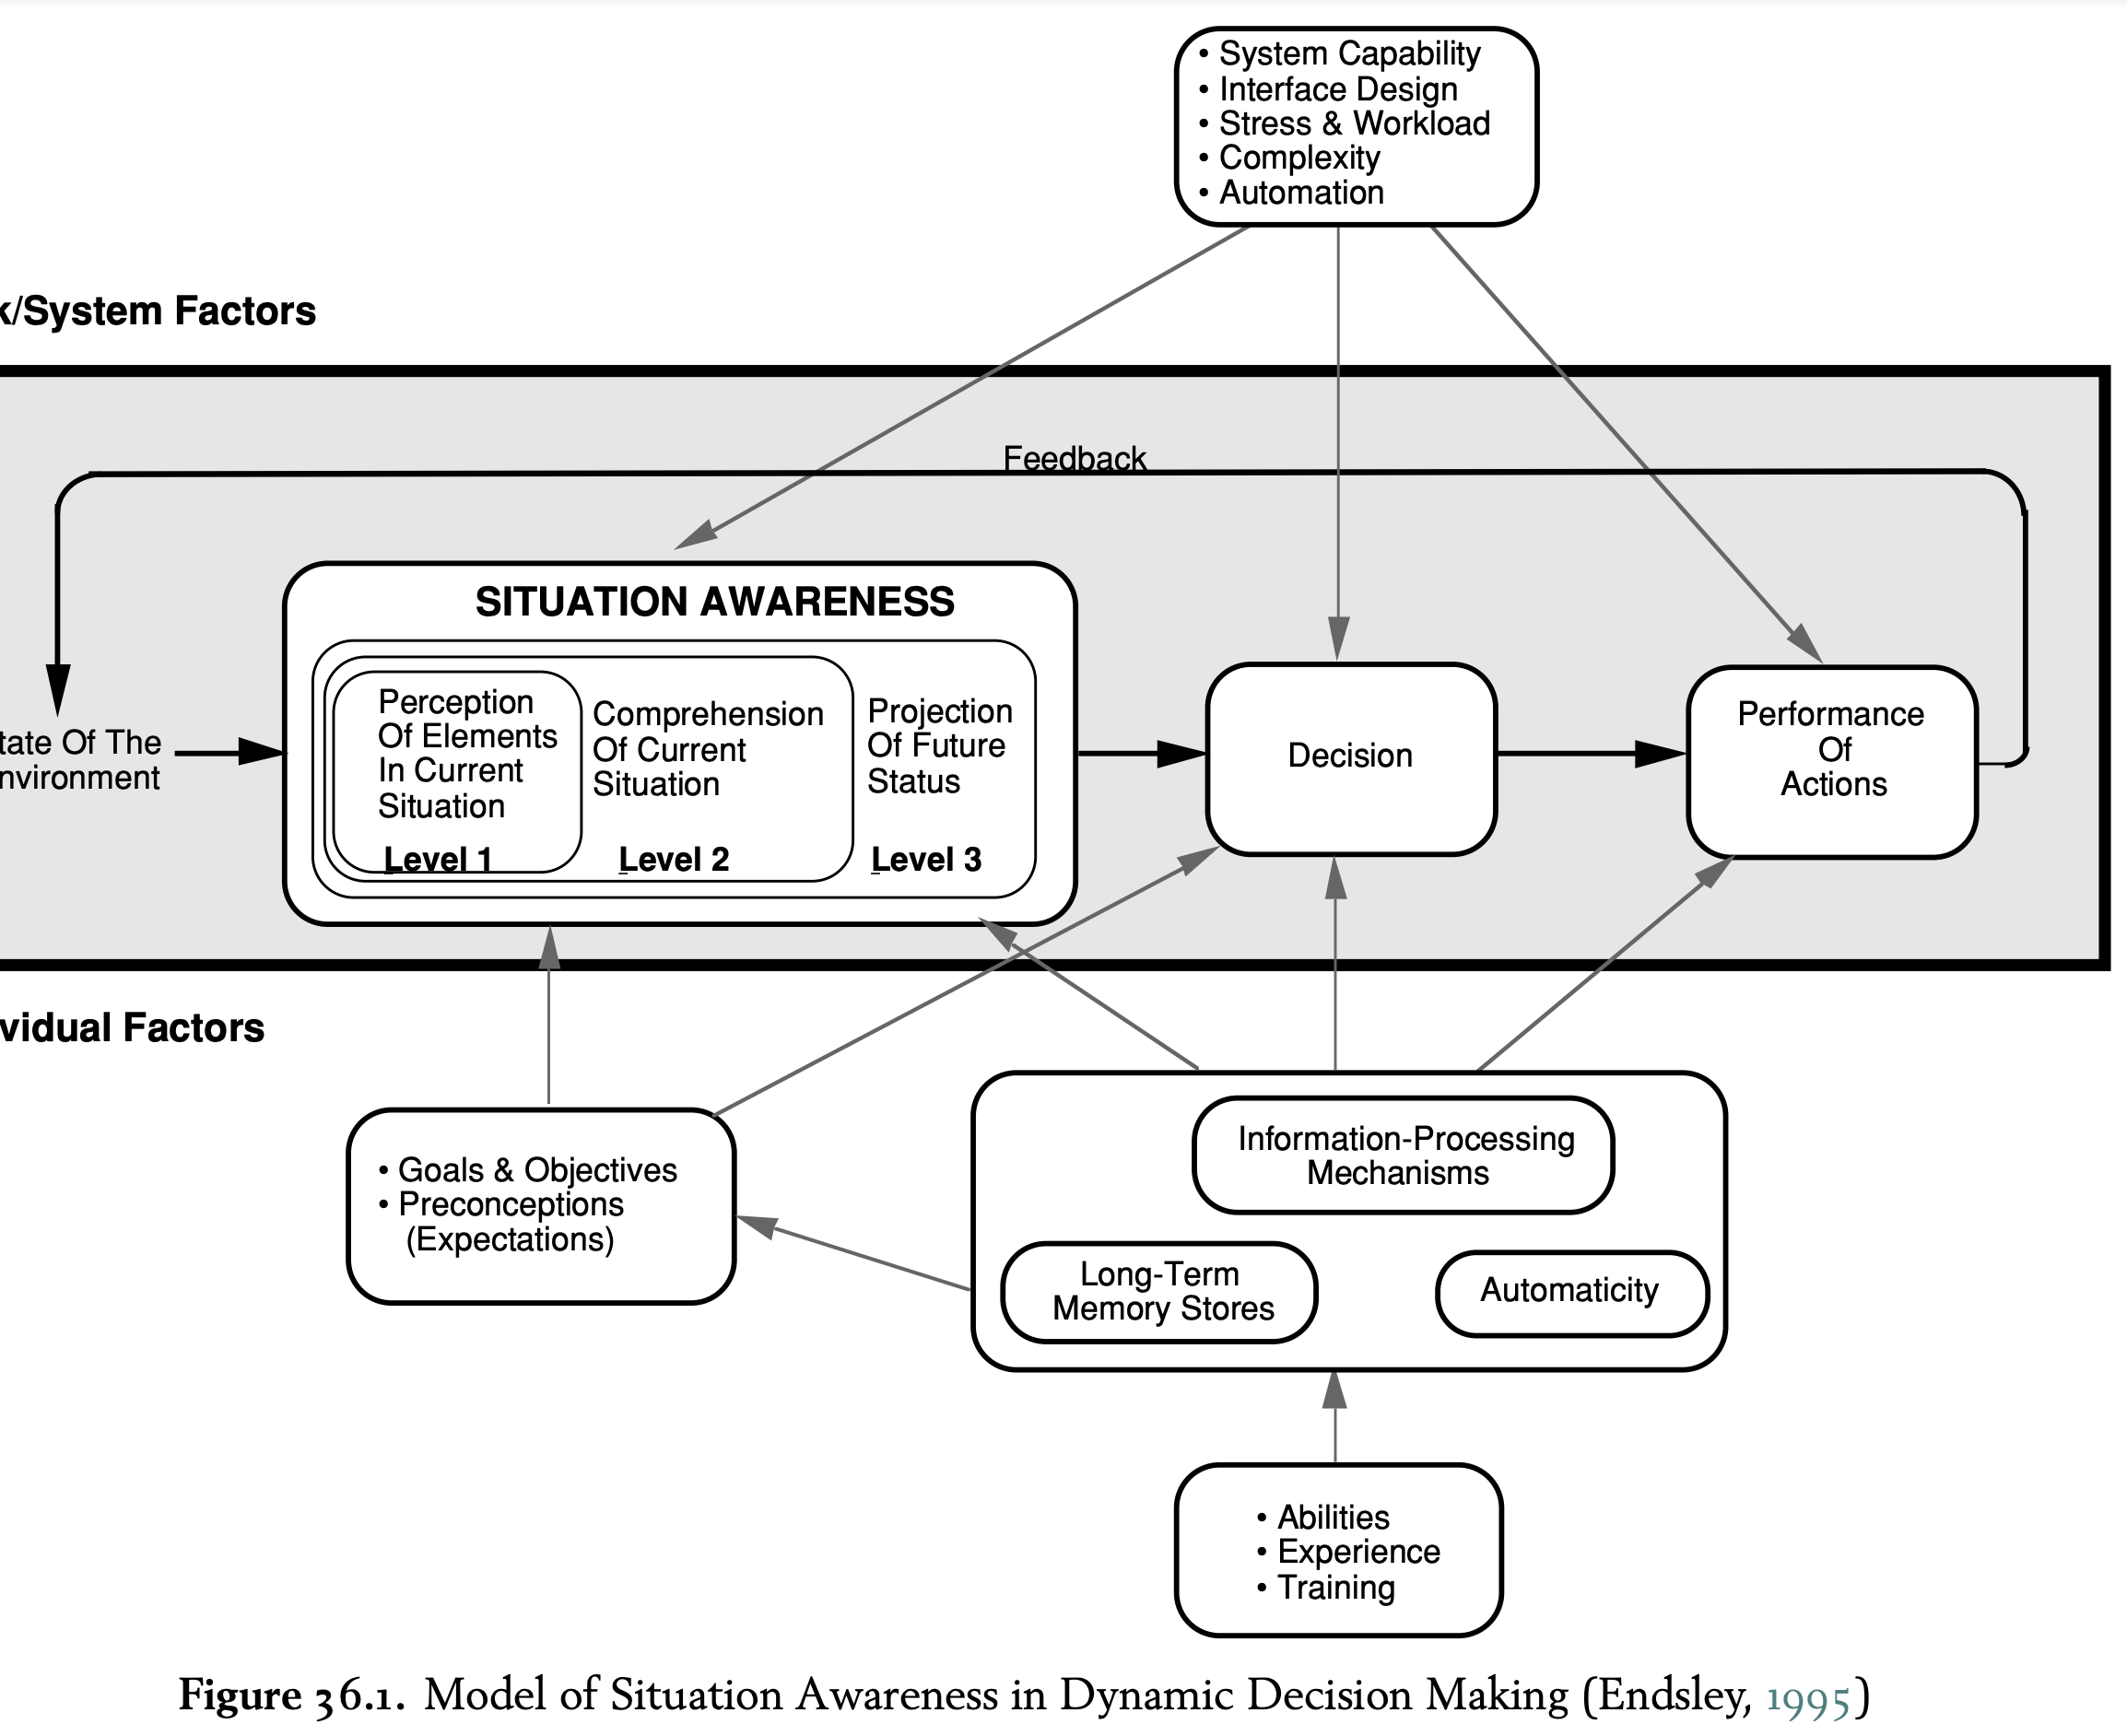 • System Capability
• Interface Design
• Stress & Workload
• Complexity
• Automation
k/System Factors
Feedback
SITUATION AWARENESS
Perception
Of Elements
In Current
Situation
Level 1
Comprehension
Of Current
Situation
Level 2
Projection
Of Future
Status
Level 3
tate Of The
nvironment
Decision
Performance
Of
Actions
vidual Factors
• Goals & Objectives
• Preconceptions
(Expectations)
Information-Processing
Mechanisms
Long-Term
Memory Stores
Automaticity
• Abilities
• Experience
• Training
Figure 36.1. Model of Situation Awareness in Dynamic Decision Making (Endsley, 1995)